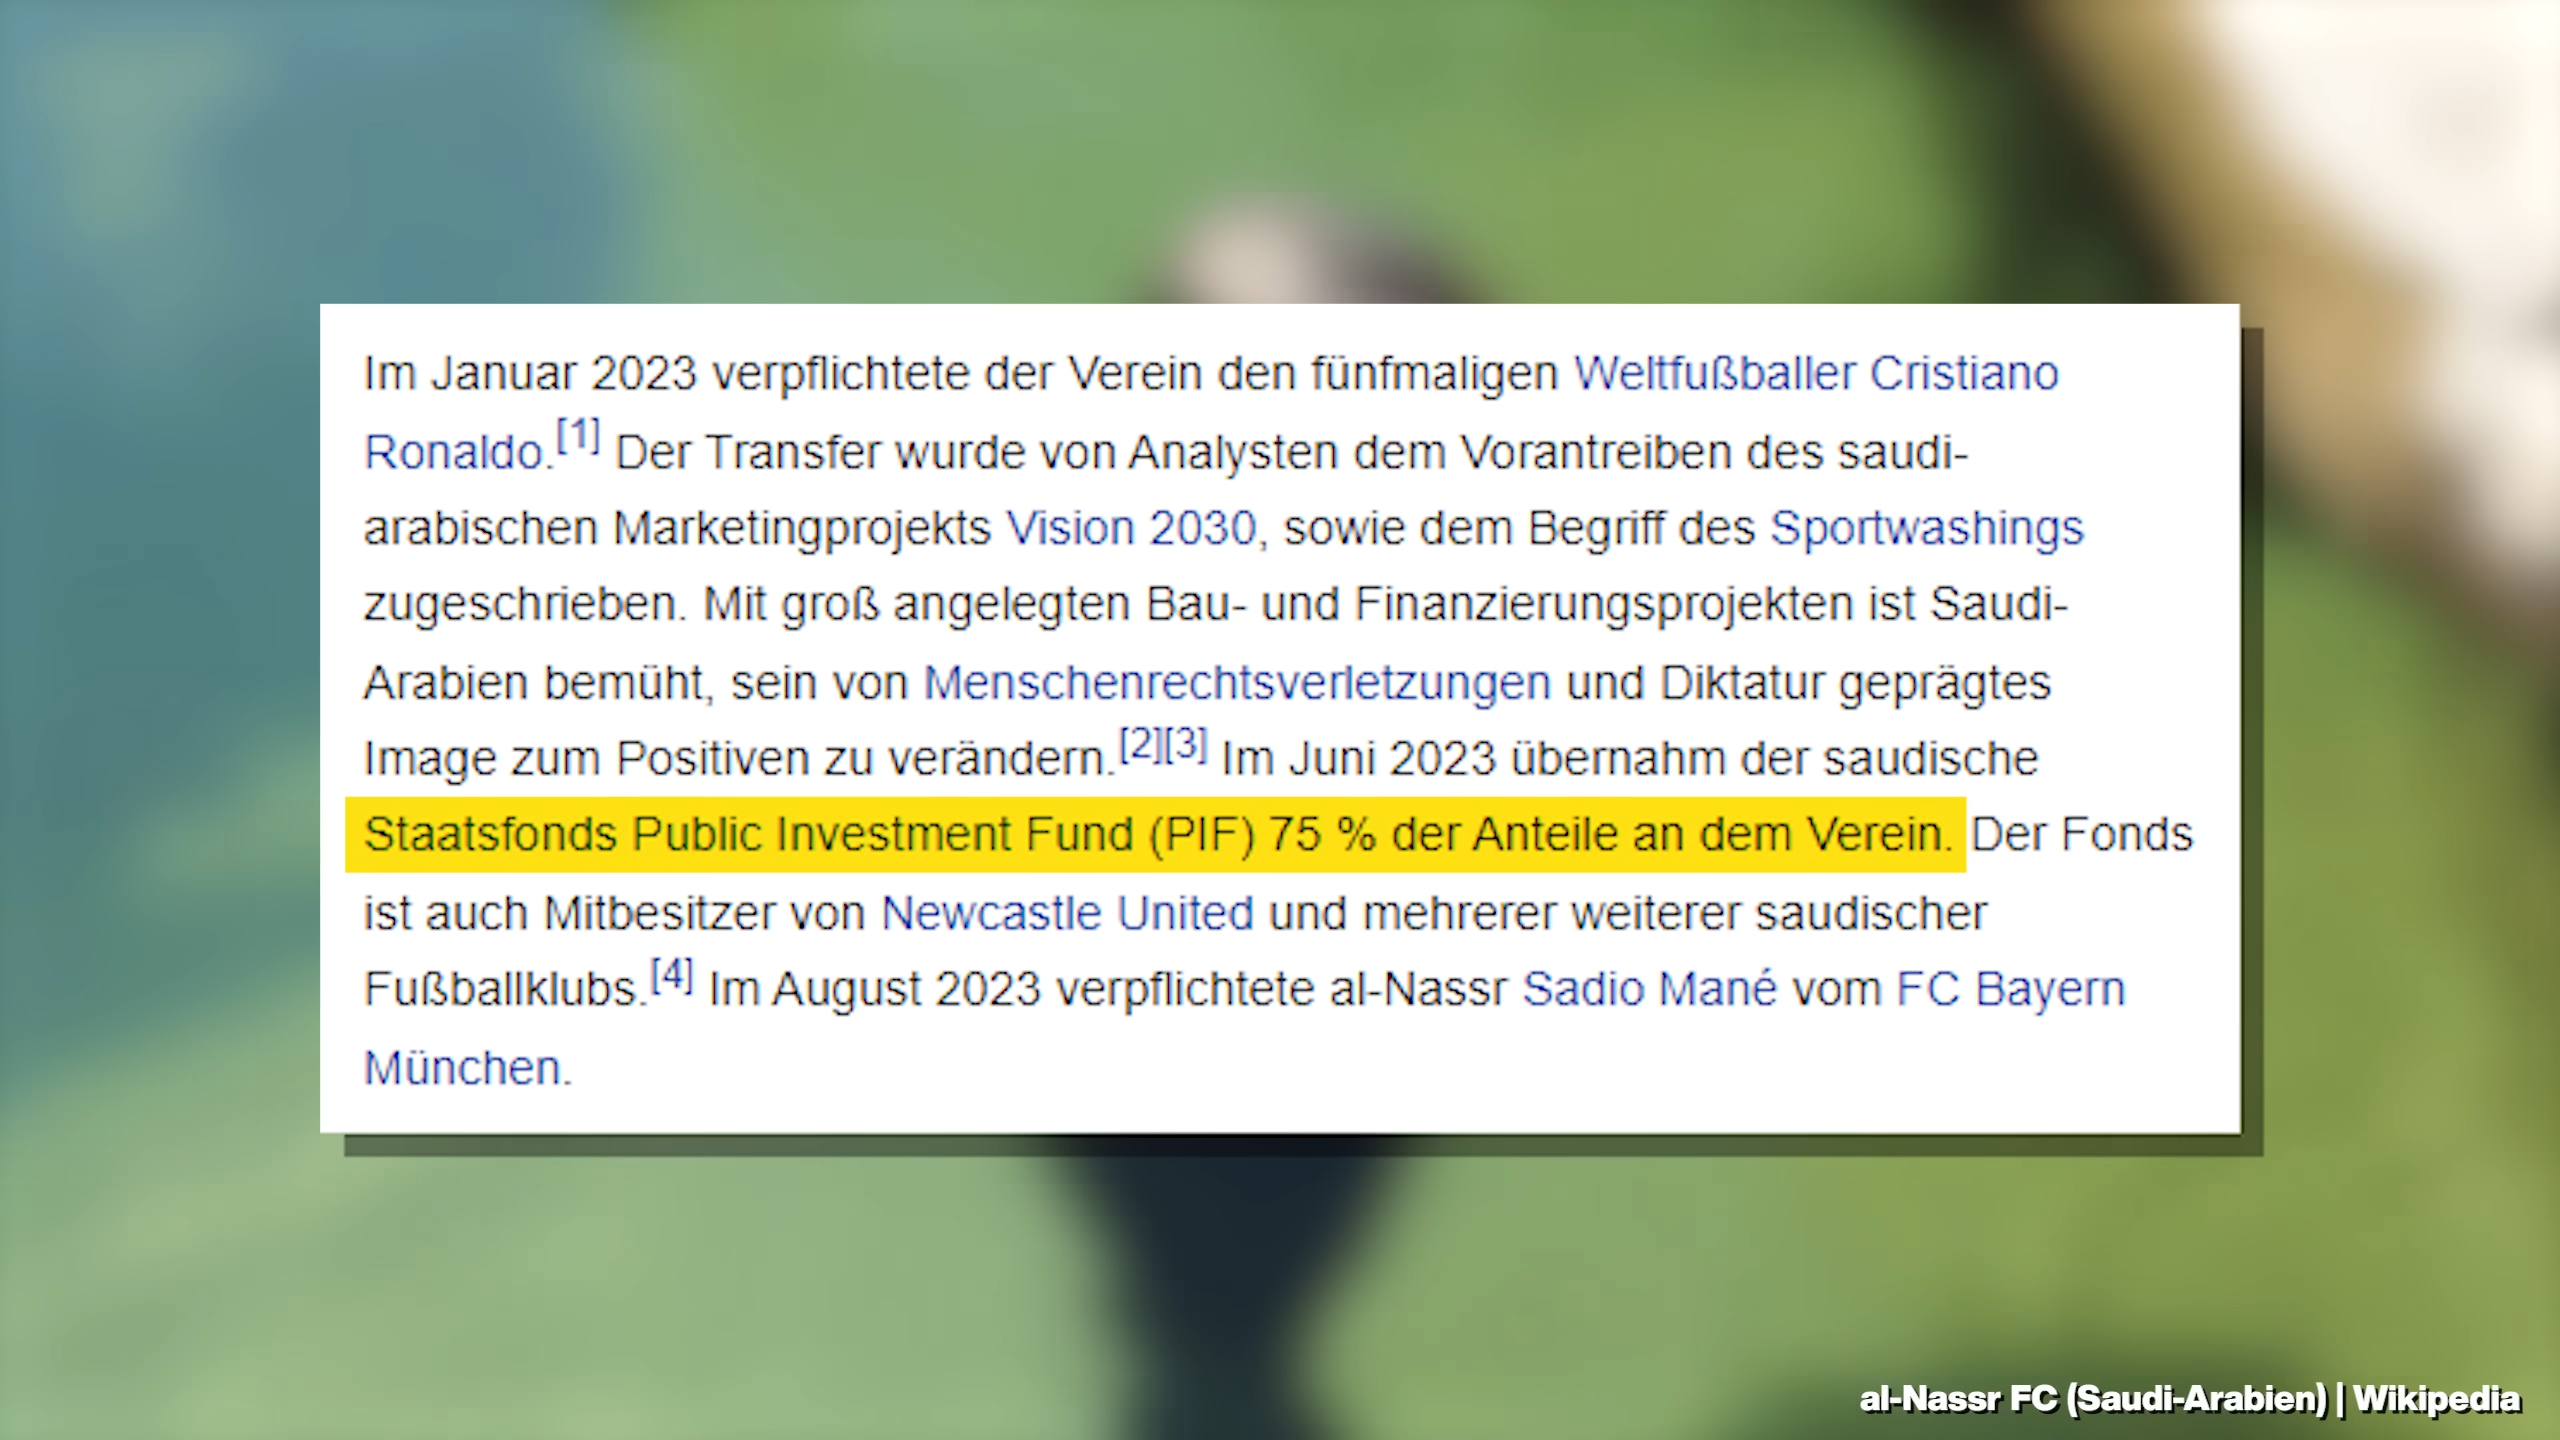 Im Januar 2023 verpflichtete der Verein den fünfmaligen Weltfußballer Cristiano
Ronaldo.[1] Der Transfer wurde von Analysten dem Vorantreiben des saudi-
arabischen Marketingprojekts Vision 2030, sowie dem Begriff des Sportwashings
zugeschrieben. Mit groß angelegten Bau- und Finanzierungsprojekten ist Saudi-
Arabien bemüht, sein von Menschenrechtsverletzungen und Diktatur geprägtes
Image zum Positiven zu verändern.[2][3] Im Juni 2023 übernahm der saudische
Staatsfonds Public Investment Fund (PIF) 75 % der Anteile an dem Verein. Der Fonds
ist auch Mitbesitzer von Newcastle United und mehrerer weiterer saudischer
Fußballklubs.[4] Im August 2023 verpflichtete al-Nassr Sadio Mané vom FC Bayern
München.
al-Nassr FC (Saudi-Arabien) | Wikipedia